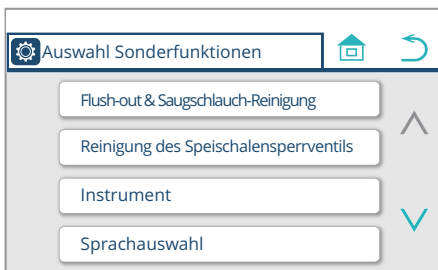 Auswahl Sonderfunktionen
Flush-out & Saugschlauch-Reinigung
Reinigung des Speischalensperrventils
Instrument
Sprachauswahl